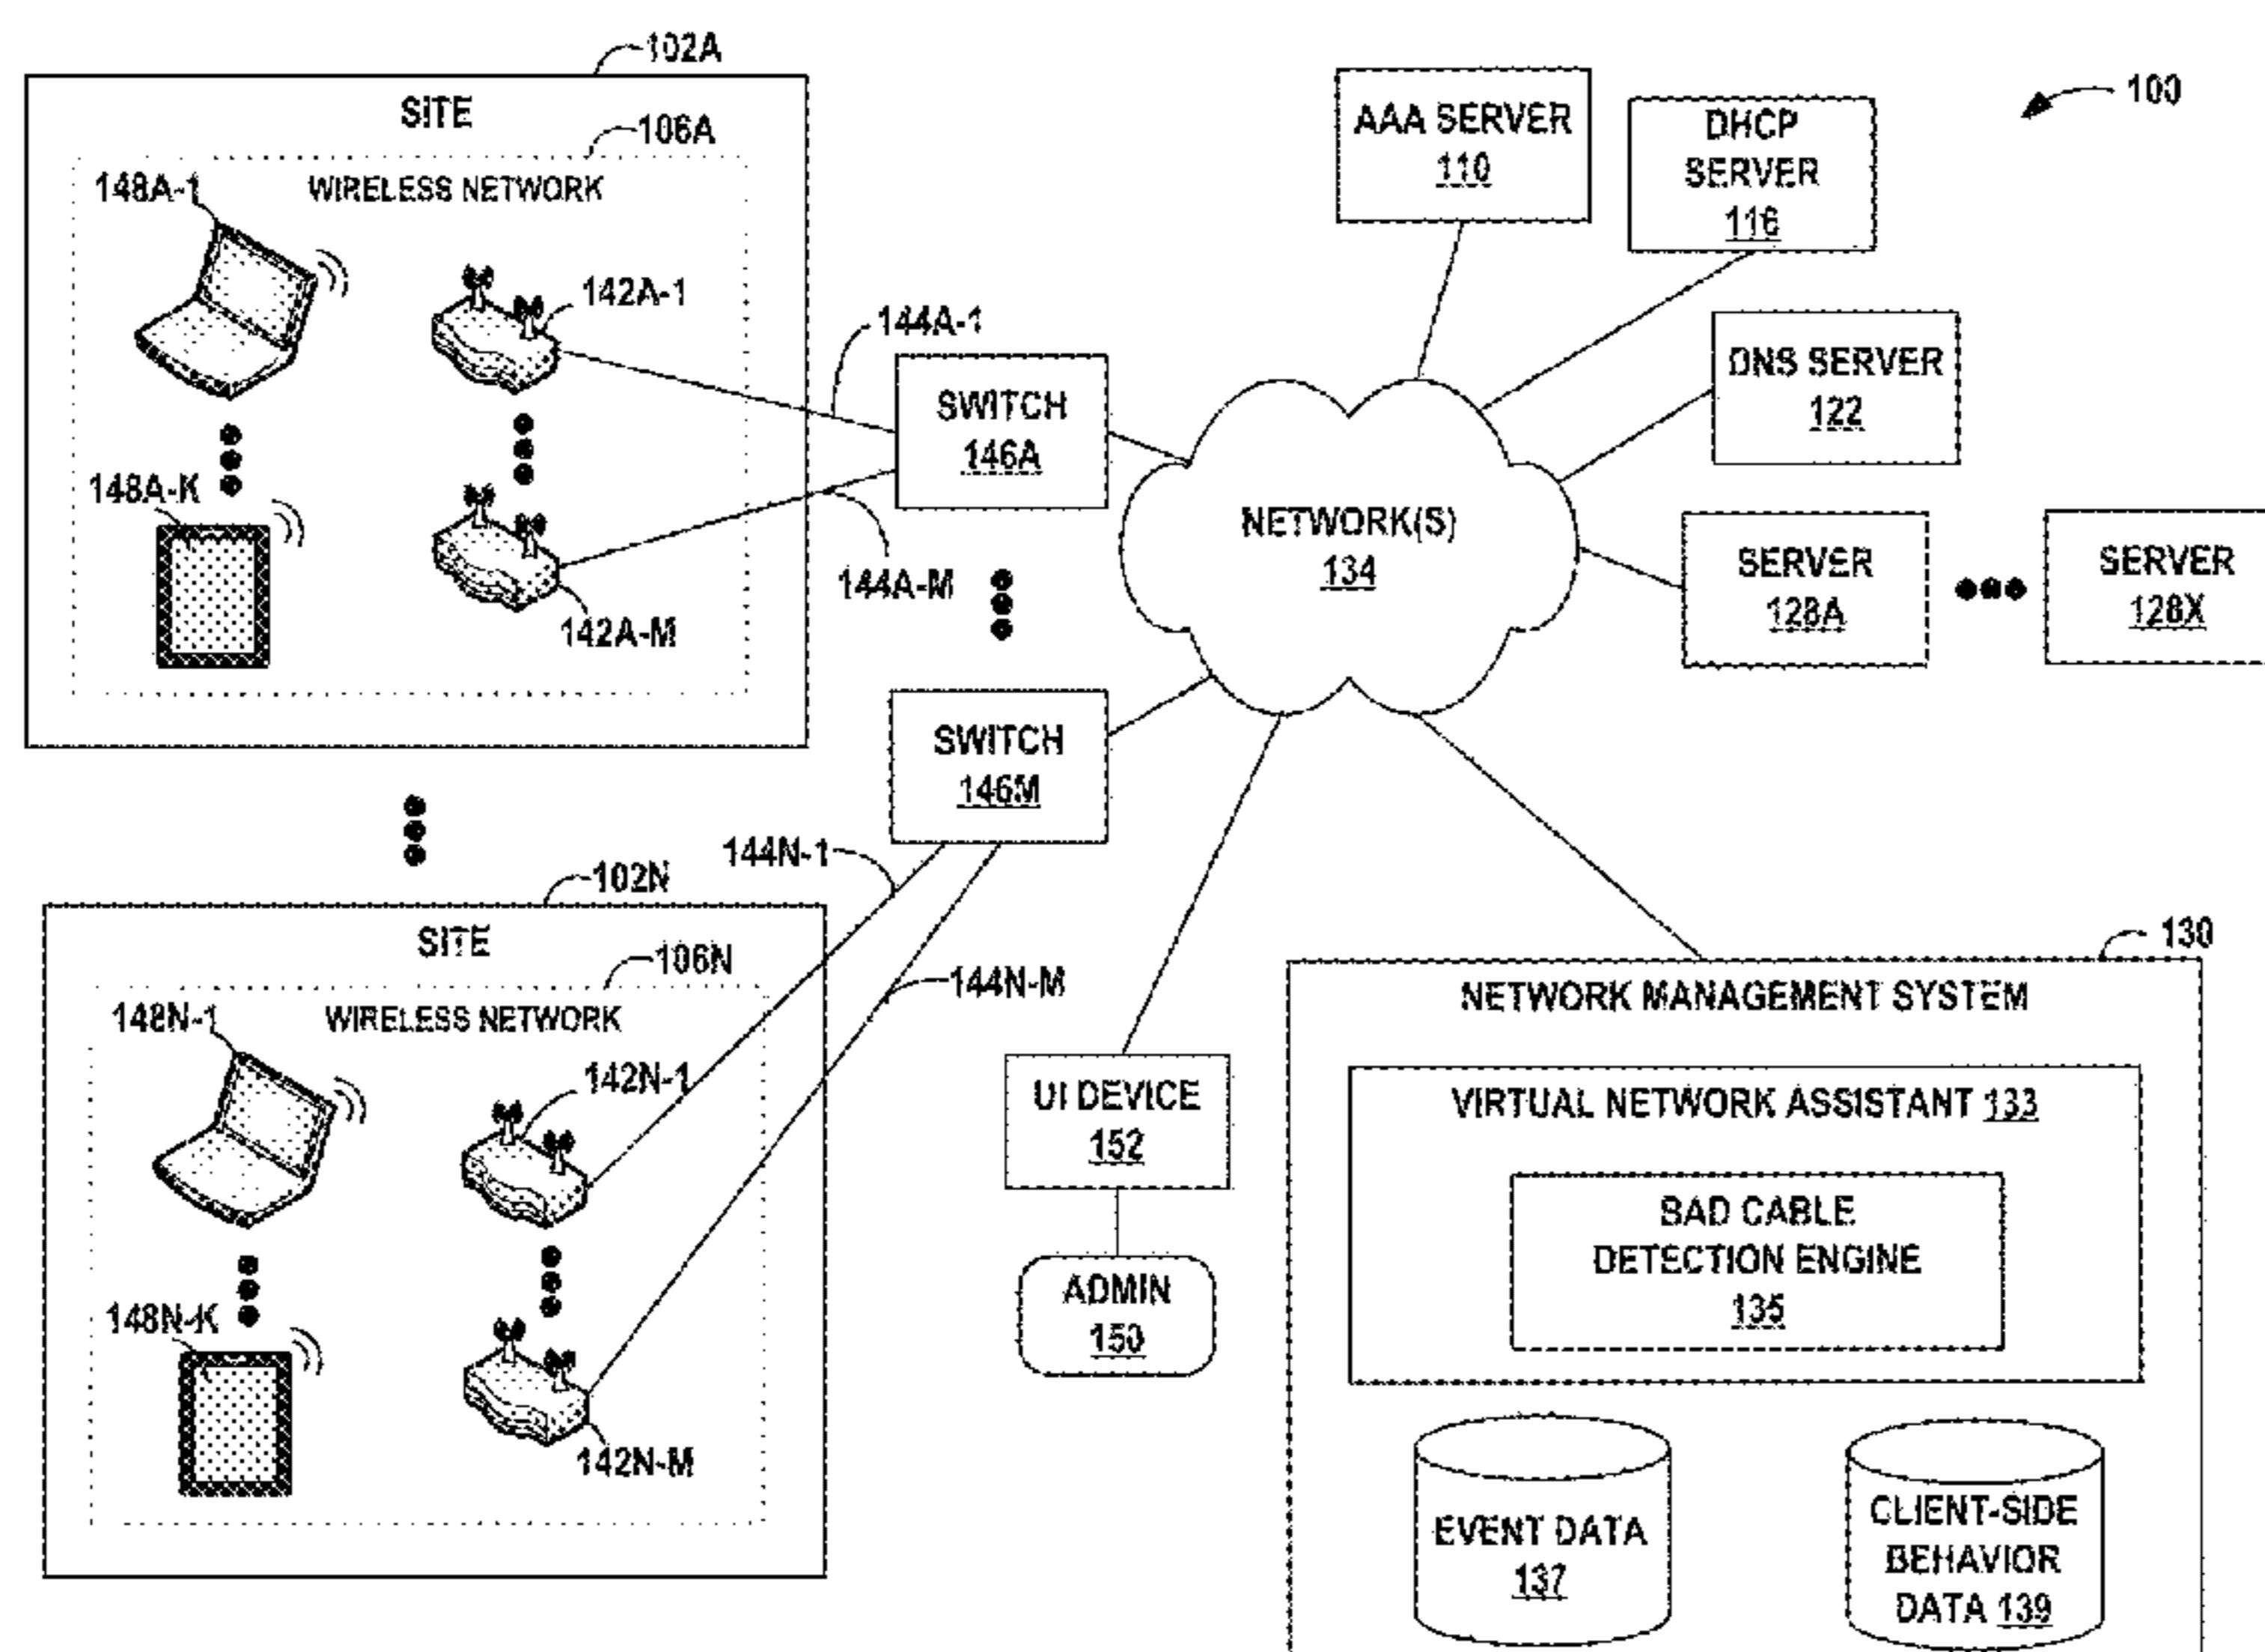 102A
SITE
106A
148A-1
WIRELESS NETWORK
142A-1
144A-1
148A-K
142A-M
144A-M
SWITCH
146A
AAA SERVER
110
DHCP
SERVER
116
100
DNS SERVER
122
NETWORK(S)
134
SERVER
128A
SERVER
128X
SWITCH
146M
144N-1
102N
SITE
106N
144N-M
148N-1
WIRELESS NETWORK
142N-1
148N-K
142N-M
UI DEVICE
152
ADMIN
150
130
NETWORK MANAGEMENT SYSTEM
VIRTUAL NETWORK ASSISTANT 133
BAD CABLE
DETECTION ENGINE
135
EVENT DATA
137
CLIENT-SIDE
BEHAVIOR
DATA 139